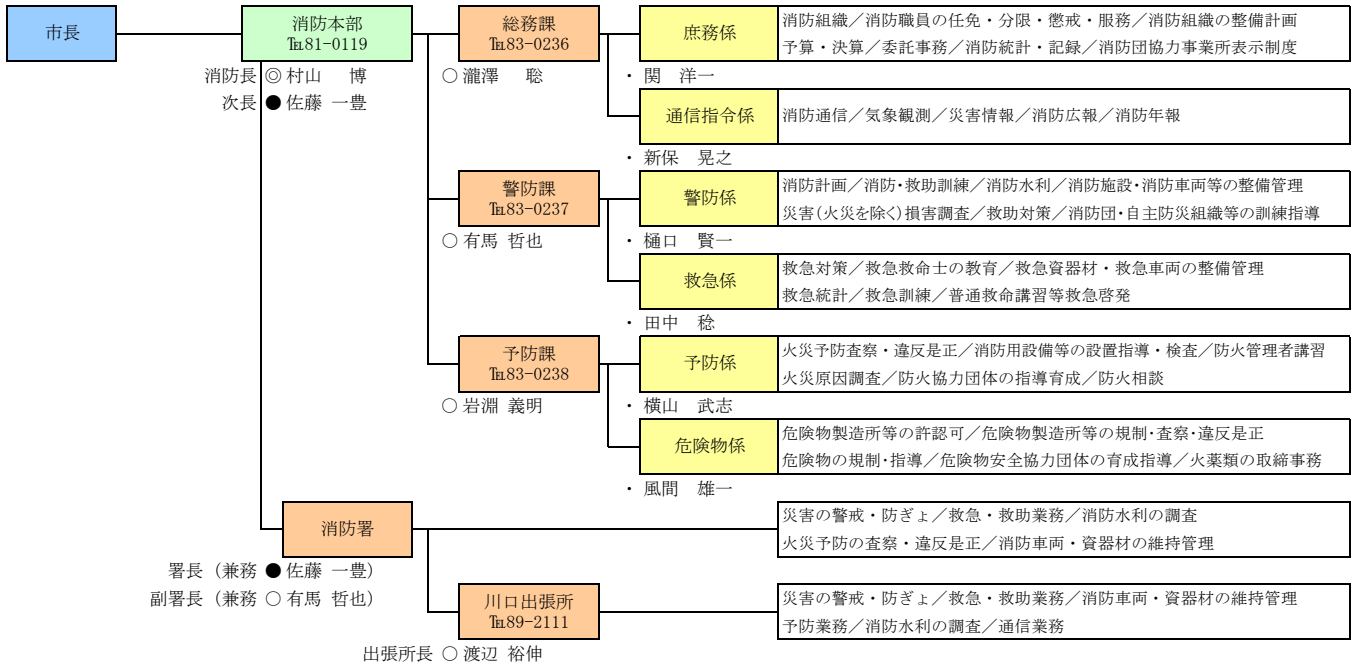 市長
消防本部
℡81-0119
消防長 ◎ 村山 博
次長 ● 佐藤 一豊
総務課
℡83-0236
○ 瀧澤 聡
庶務係
消防組織／消防職員の任免・分限・懲戒・服務／消防組織の整備計画
予算・決算／委託事務／消防統計・記録／消防団協力事業所表示制度
・ 関 洋一
通信指令係
消防通信／気象観測／災害情報／消防広報／消防年報
・ 新保 晃之
警防課
℡83-0237
○ 有馬 哲也
警防係
消防計画／消防・救助訓練／消防水利／消防施設・消防車両等の整備管理
災害（火災を除く）損害調査／救助対策／消防団・自主防災組織等の訓練指導
・ 樋口 賢一
救急係
救急対策／救急救命士の教育／救急資器材・救急車両の整備管理
救急統計／救急訓練／普通救命講習等救急啓発
・ 田中 稔
予防課
℡83-0238
○ 岩淵 義明
予防係
火災予防査察・違反是正／消防用設備等の設置指導・検査／防火管理者講習
火災原因調査／防火協力団体の指導育成／防火相談
・ 横山 武志
危険物係
危険物製造所等の許認可／危険物製造所等の規制・査察・違反是正
危険物の規制・指導／危険物安全協力団体の育成指導／火薬類の取締事務
・ 風間 雄一
消防署
署長（兼務 ● 佐藤 一豊）
副署長（兼務 ○ 有馬 哲也）
災害の警戒・防ぎょ／救急・救助業務／消防水利の調査
火災予防の査察・違反是正／消防車両・資器材の維持管理
川口出張所
℡89-2111
出張所長 ○ 渡辺 裕伸
災害の警戒・防ぎょ／救急・救助業務／消防車両・資器材の維持管理
予防業務／消防水利の調査／通信業務